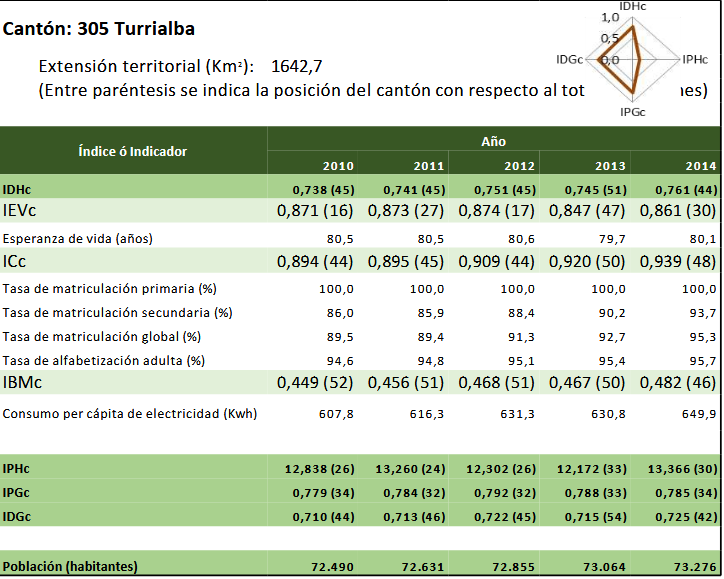 Cantón: 305 Turrialba
IDHc
1,0
0,5
0,0
IDGc
IPHc
IPGc
Extensión territorial (Km²): 1642,7
(Entre paréntesis se indica la posición del cantón con respecto al tot nes)
Índice ó Indicador Año
2010 2011 2012 2013 2014
IDHc 0,738 (45) 0,741 (45) 0,751 (45) 0,745 (51) 0,761 (44)
IEVc 0,871 (16) 0,873 (27) 0,874 (17) 0,847 (47) 0,861 (30)
Esperanza de vida (años) 80,5 80,5 80,6 79,7 80,1
ICc 0,894 (44) 0,895 (45) 0,909 (44) 0,920 (50) 0,939 (48)
Tasa de matriculación primaria (%) 100,0 100,0 100,0 100,0 100,0
Tasa de matriculación secundaria (%) 86,0 85,9 88,4 90,2 93,7
Tasa de matriculación global (%) 89,5 89,4 91,3 92,7 95,3
Tasa de alfabetización adulta (%) 94,6 94,8 95,1 95,4 95,7
IBMc 0,449 (52) 0,456 (51) 0,468 (51) 0,467 (50) 0,482 (46)
Consumo per cápita de electricidad (Kwh) 607,8 616,3 631,3 630,8 649,9
IPHc 12,838 (26) 13,260 (24) 12,302 (26) 12,172 (33) 13,366 (30)
IPGc 0,779 (34) 0,784 (32) 0,792 (32) 0,788 (33) 0,785 (34)
IDGc 0,710 (44) 0,713 (46) 0,722 (45) 0,715 (54) 0,725 (42)
Población (habitantes) 72.490 72.631 72.855 73.064 73.276